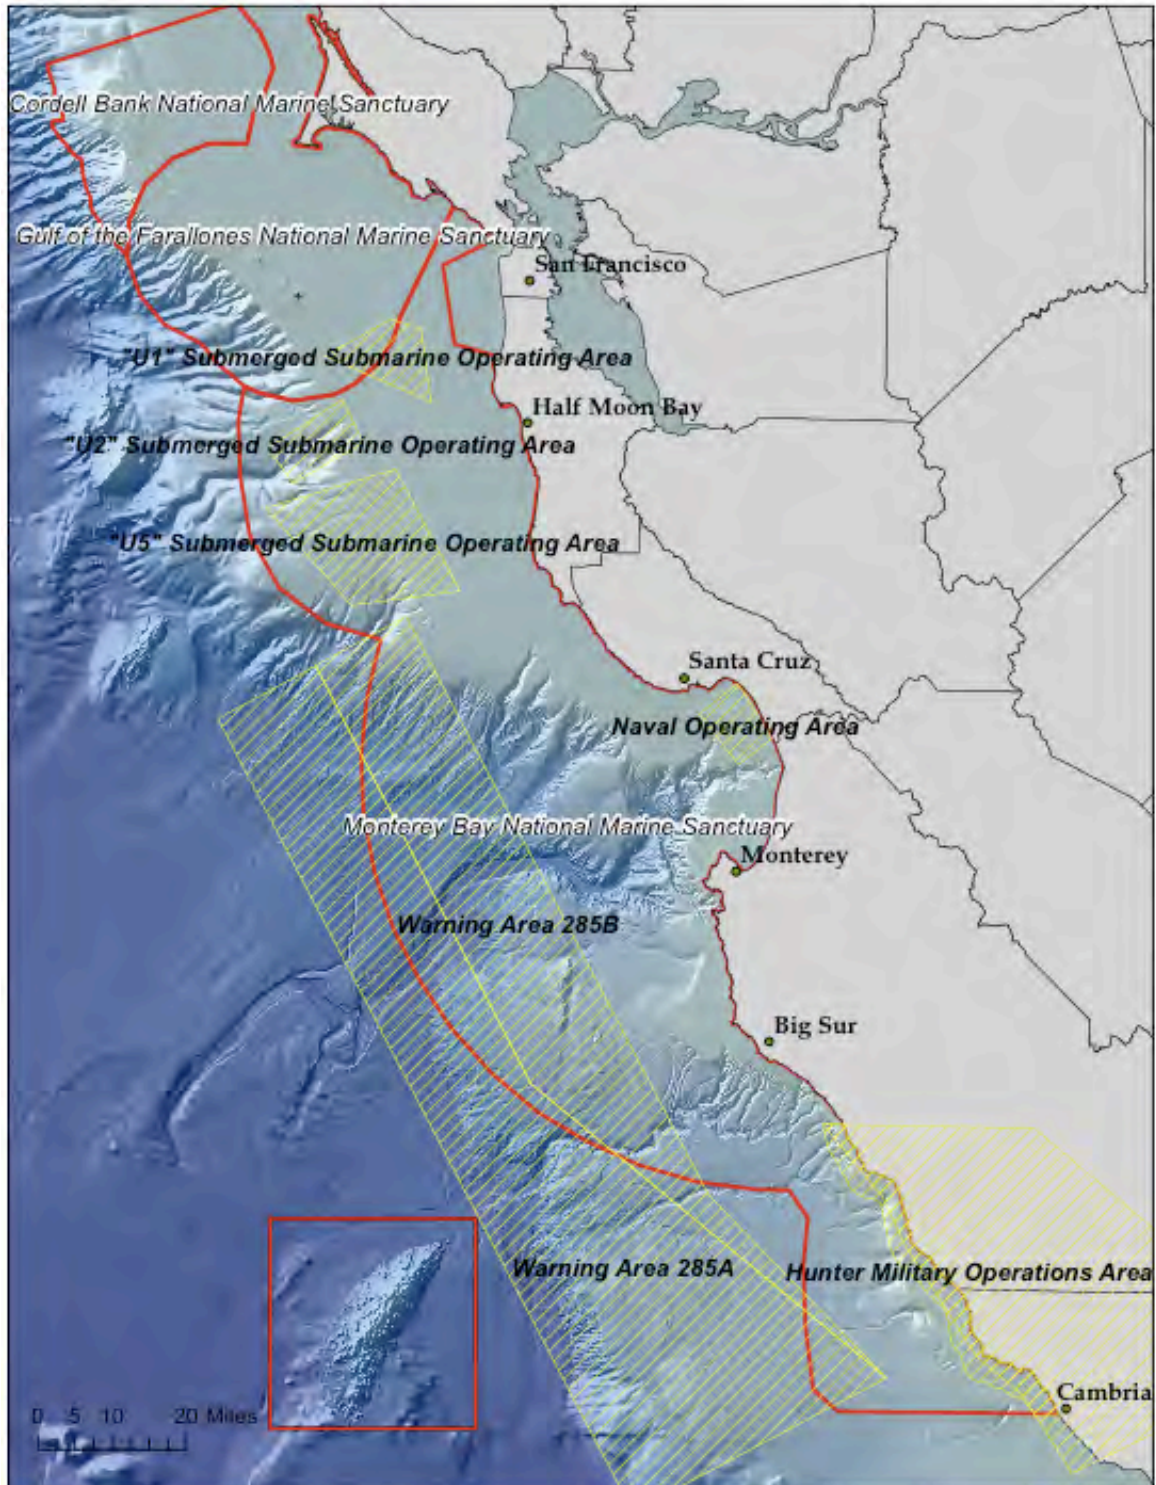 Cordell Bank National Marine Sanctuary
Gulf of the Farallones National Marine Sanctuary
San Francisco
"U1" Submerged Submarine Operating Area
Half Moon Bay
"U2" Submerged Submarine Operating Area
"U5" Submerged Submarine Operating Area
Santa Cruz
Naval Operating Area
Monterey Bay National Marine Sanctuary
Monterey
Warning Area 285B
Big Sur
Warning Area 285A
Hunter Military Operations Area
Cambria
0 5 10 20 Miles